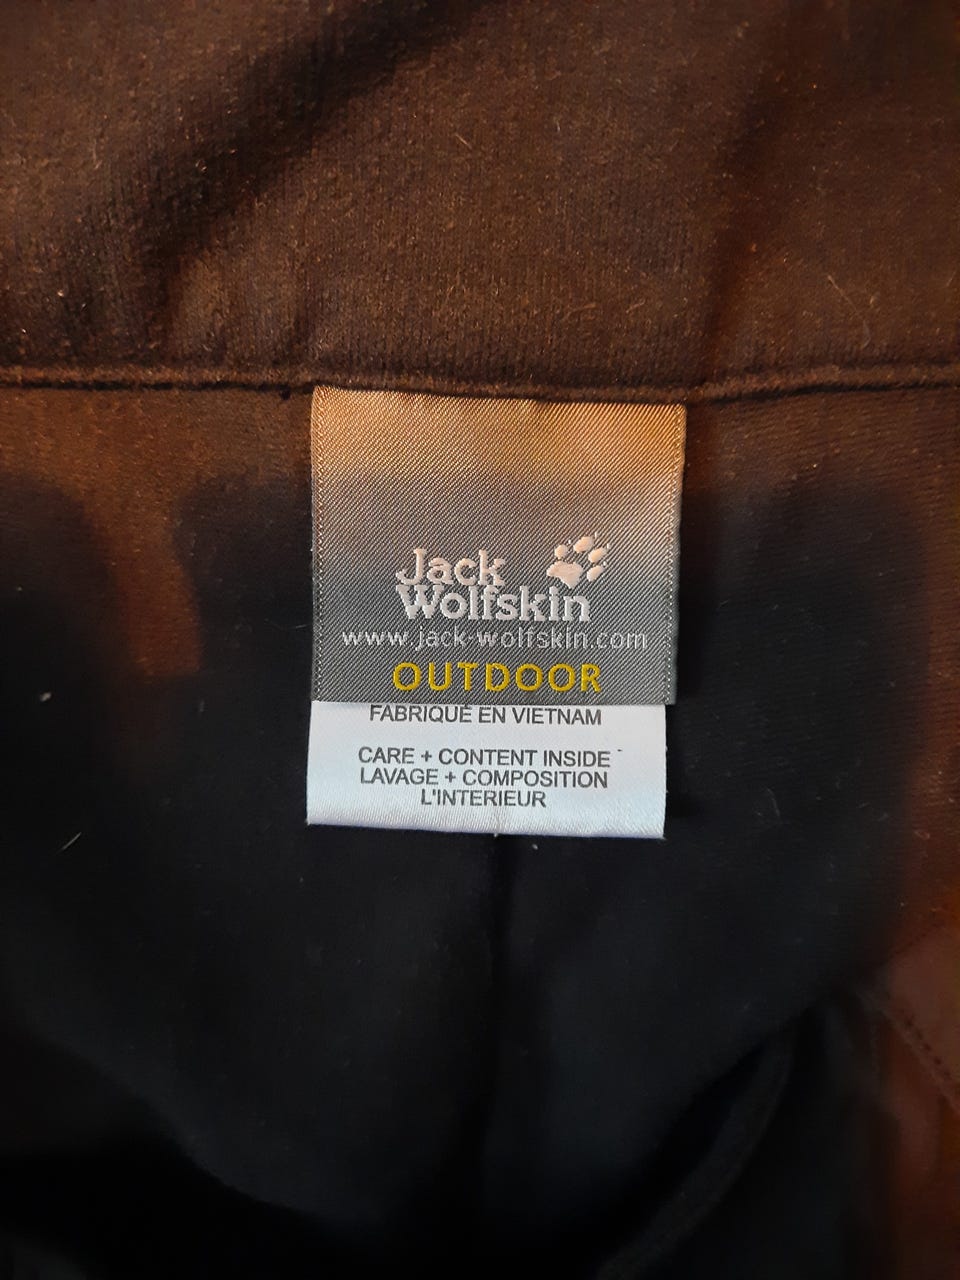 Jack
Wolfskin
www.jack-wolfskin.com
OUTDOOR
FABRIQUÉ EN VIETNAM
CARE + CONTENT INSIDE
LAVAGE + COMPOSITION
L'INTERIEUR